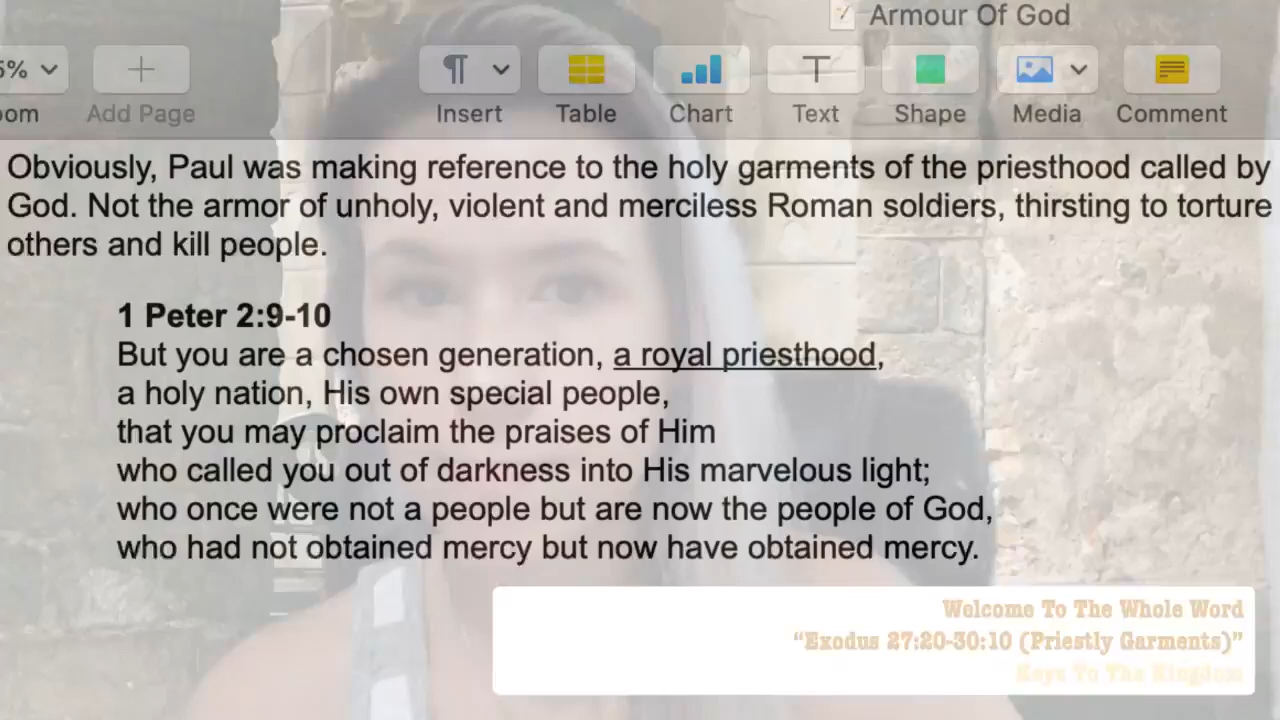 Armour Of God
5%
Add Page
Insert
Table
Chart
Text
Shape
Media
Comment
Obviously, Paul was making reference to the holy garments of the priesthood called by
God. Not the armor of unholy, violent and merciless Roman soldiers, thirsting to torture
others and kill people.
1 Peter 2:9-10
But you are a chosen generation, a royal priesthood,
a holy nation, His own special people,
that you may proclaim the praises of Him
who called you out of darkness into His marvelous light;
who once were not a people but are now the people of God,
who had not obtained mercy but now have obtained mercy.
Welcome To The Whole Word
“Exodus 27:20-30:10 (Priestly Garments)”
Keys To The Kingdom